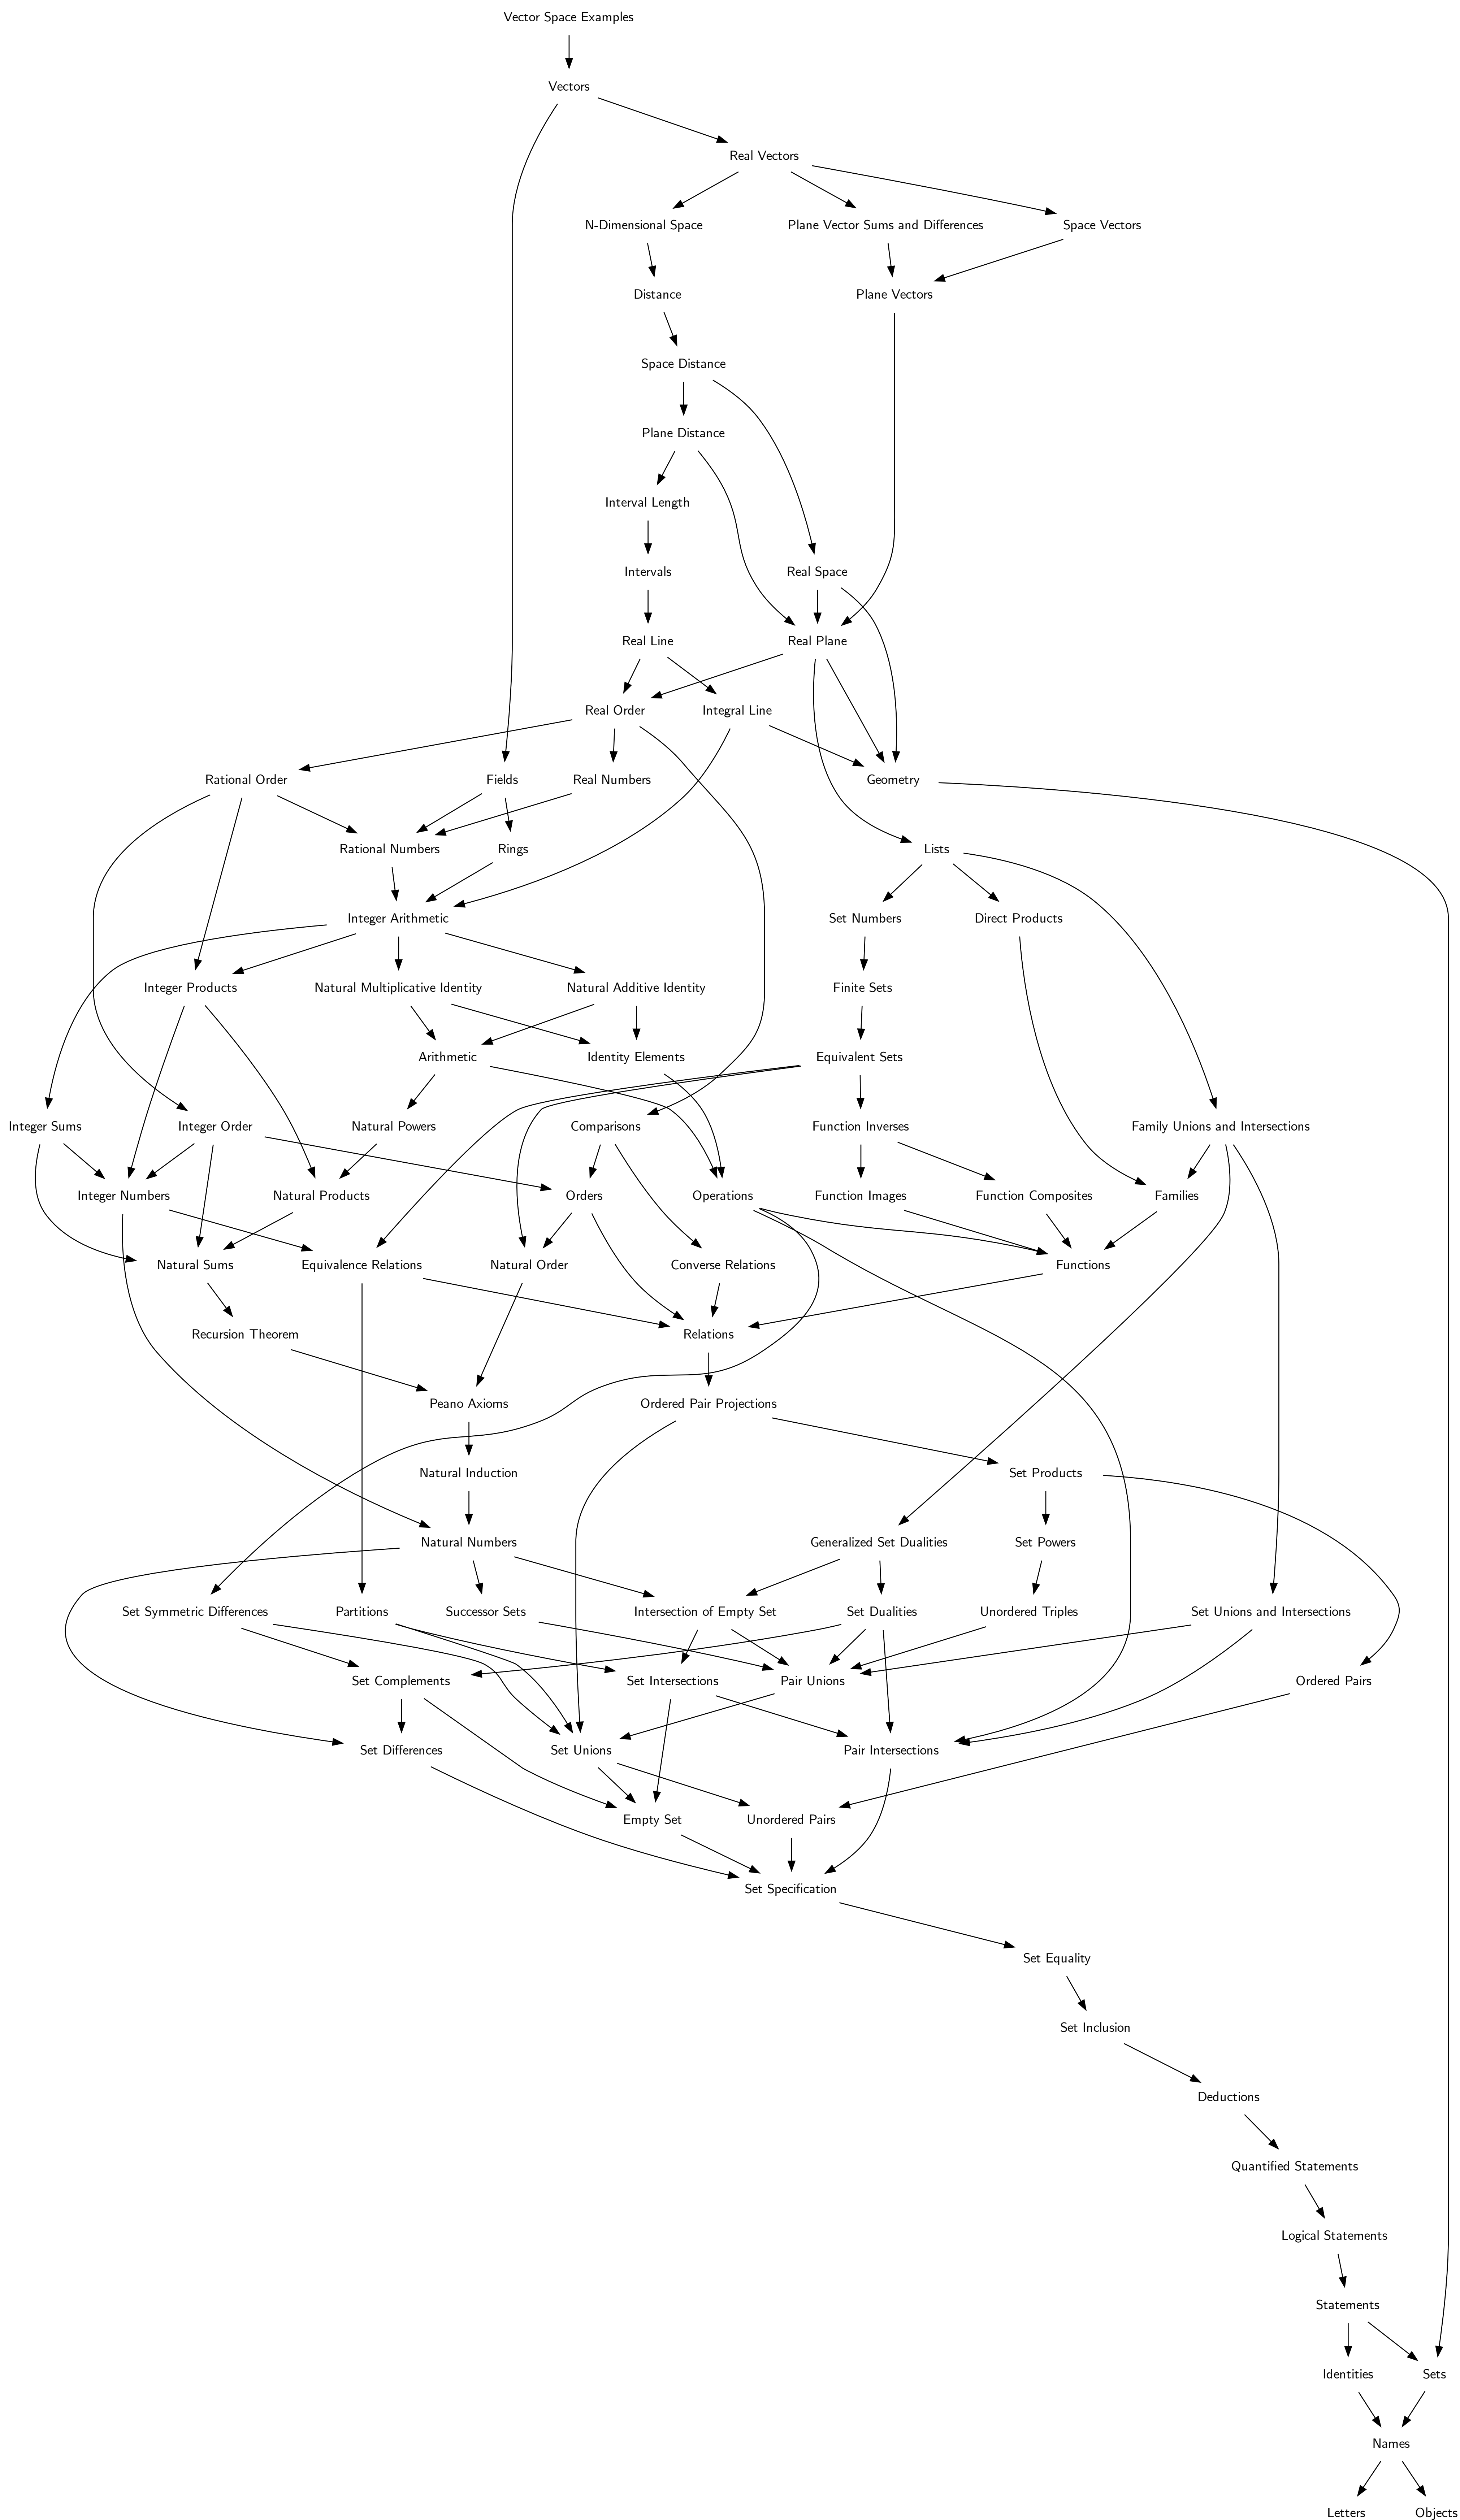 Vector Space Examples
Vectors
Real Vectors
N-Dimensional Space
Plane Vector Sums and Differences
Space Vectors
Distance
Plane Vectors
Space Distance
Plane Distance
Interval Length
Intervals
Real Space
Real Line
Real Plane
Real Order
Integral Line
Rational Order
Fields
Real Numbers
Geometry
Rational Numbers
Rings
Lists
Integer Arithmetic
Set Numbers
Direct Products
Integer Products
Natural Multiplicative Identity
Natural Additive Identity
Finite Sets
Arithmetic
Identity Elements
Equivalent Sets
Integer Sums
Integer Order
Natural Powers
Comparisons
Function Inverses
Family Unions and Intersections
Integer Numbers
Natural Products
Orders
Operations
Function Images
Function Composites
Families
Natural Sums
Equivalence Relations
Natural Order
Converse Relations
Functions
Recursion Theorem
Relations
Peano Axioms
Ordered Pair Projections
Natural Induction
Set Products
Natural Numbers
Generalized Set Dualities
Set Powers
Set Symmetric Differences
Partitions
Successor Sets
Intersection of Empty Set
Set Dualities
Unordered Triples
Set Unions and Intersections
Set Complements
Set Intersections
Pair Unions
Ordered Pairs
Set Differences
Set Unions
Pair Intersections
Empty Set
Unordered Pairs
Set Specification
Set Equality
Set Inclusion
Deductions
Quantified Statements
Logical Statements
Statements
Identities
Sets
Names
Letters
Objects